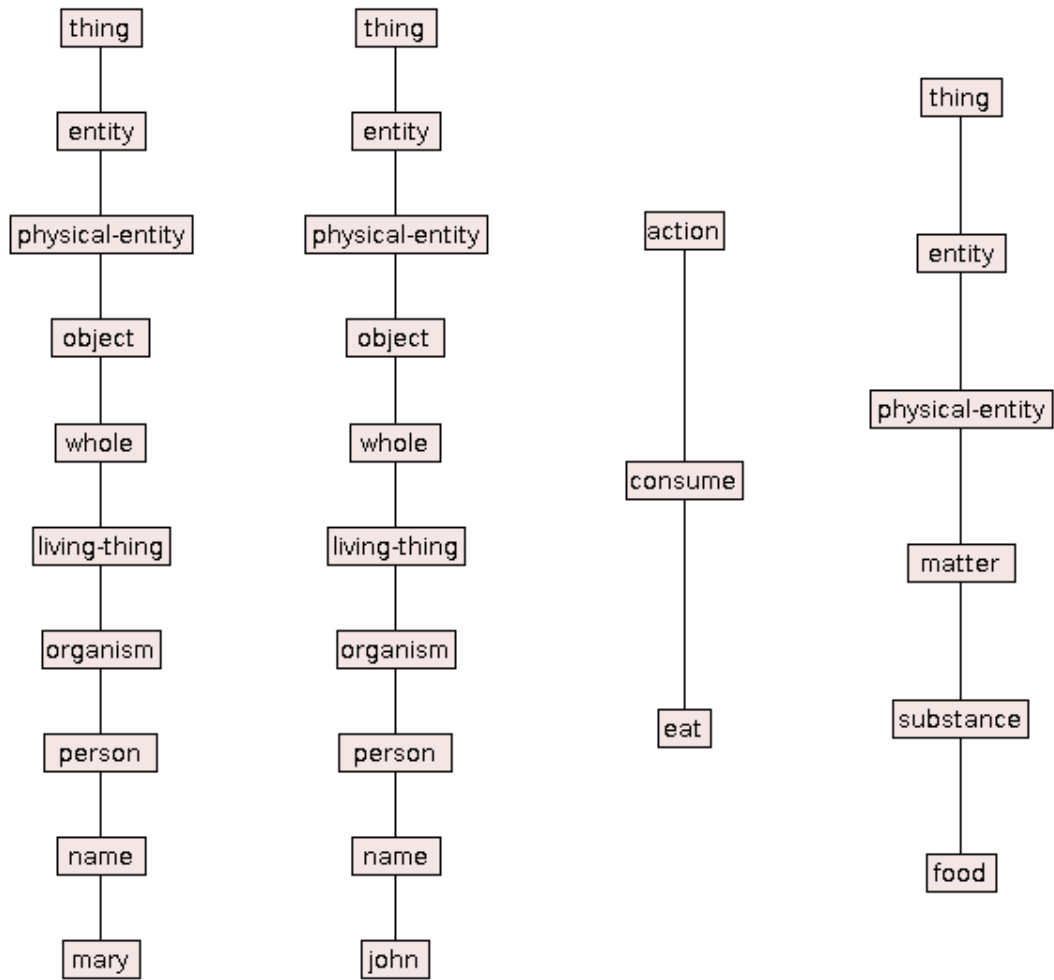 thing
entity
physical-entity
object
whole
living-thing
organism
person
name
mary
thing
entity
physical-entity
object
whole
living-thing
organism
person
name
john
action
consume
eat
thing
entity
physical-entity
matter
substance
food